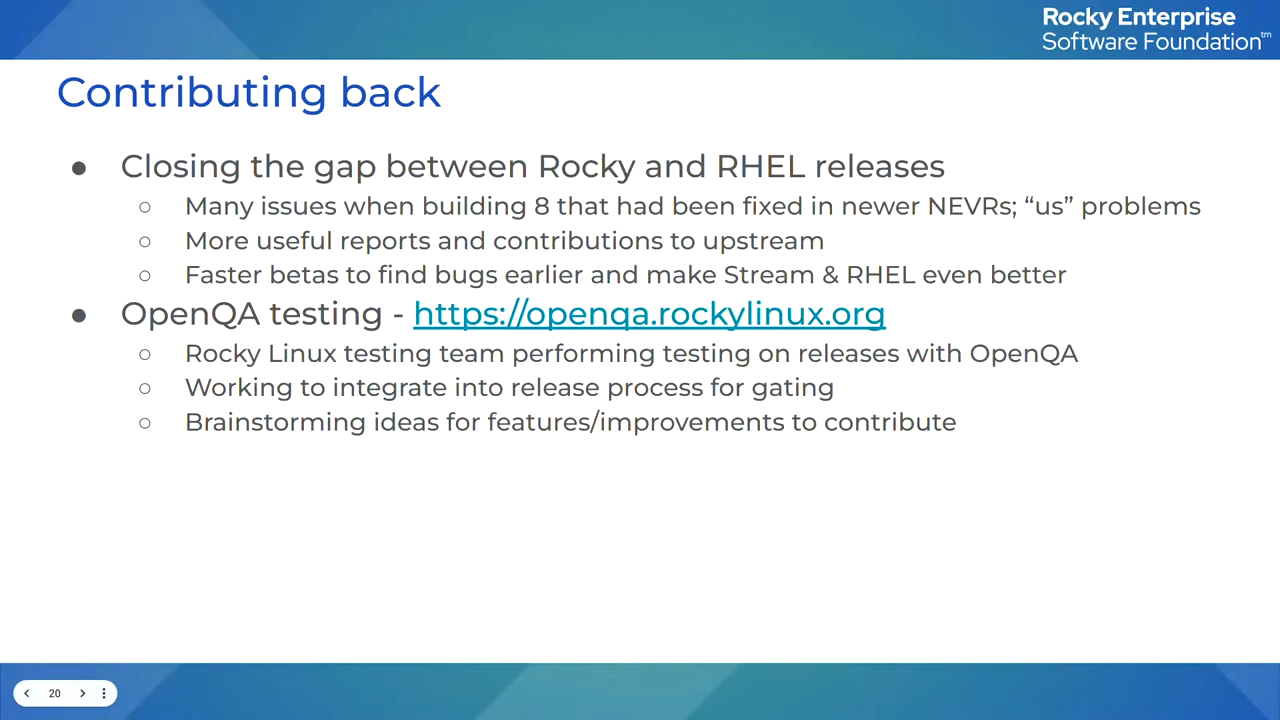 Rocky Enterprise
Software Foundation™
Contributing back
● Closing the gap between Rocky and RHEL releases
○ Many issues when building 8 that had been fixed in newer NEVRs; “us” problems
○ More useful reports and contributions to upstream
○ Faster betas to find bugs earlier and make Stream & RHEL even better
● OpenQA testing - https://openqa.rockylinux.org
○ Rocky Linux testing team performing testing on releases with OpenQA
○ Working to integrate into release process for gating
○ Brainstorming ideas for features/improvements to contribute
20